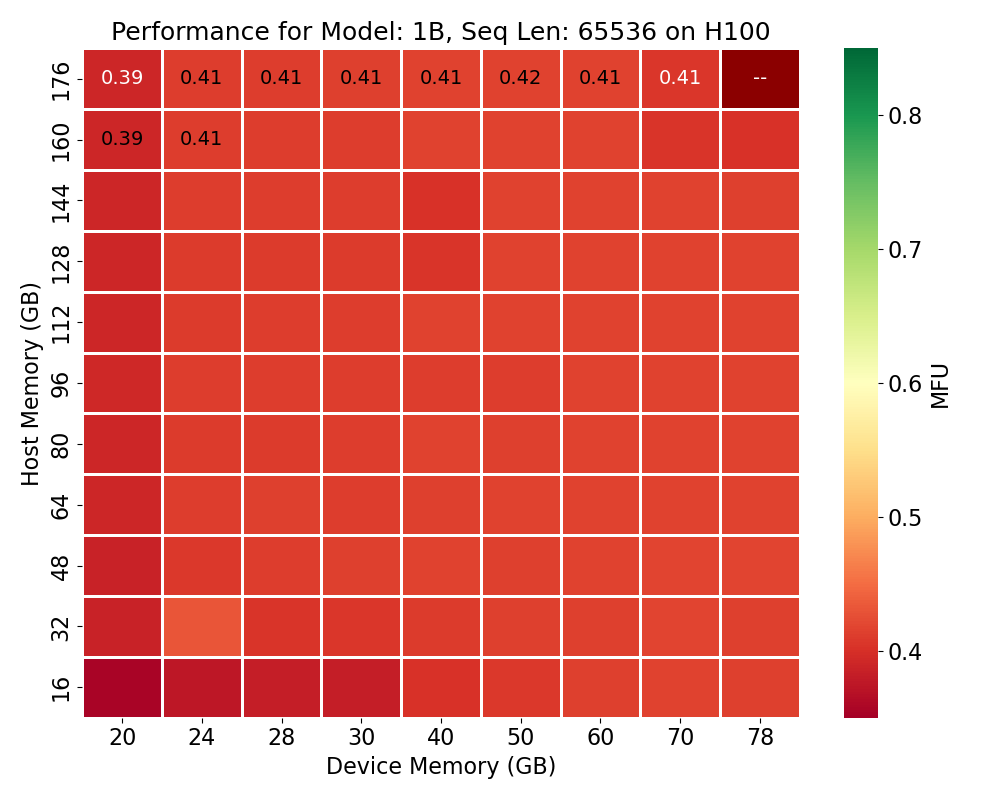 Performance for Model: 1B, Seq Len: 65536 on H100
176
0.39 0.41 0.41 0.41 0.41 0.42 0.41 0.41 --
160
0.39 0.41
144
128
112
96
80
64
48
32
16
Host Memory (GB)
20 24 28 30 40 50 60 70 78
Device Memory (GB)
0.8
0.7
0.6
0.5
0.4
MFU